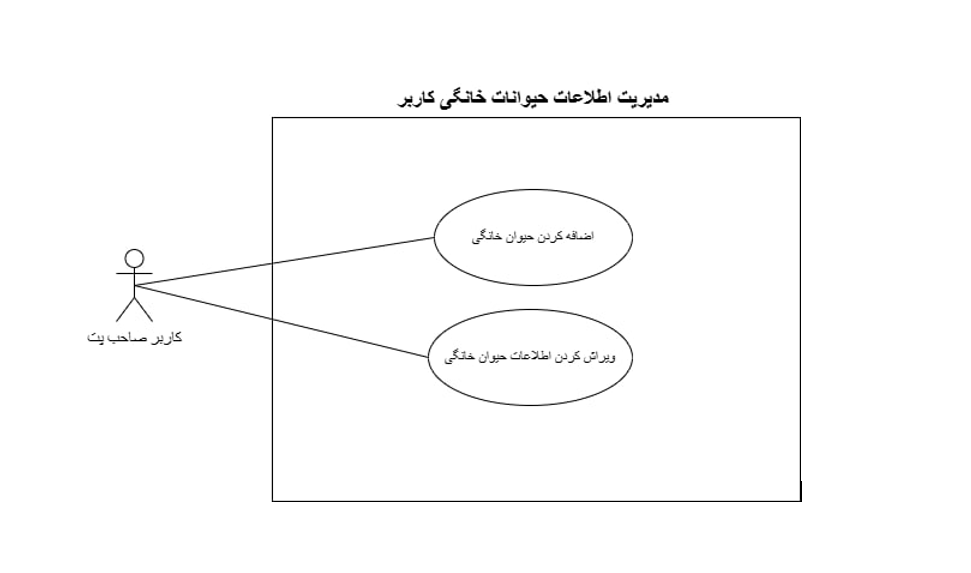 مدیریت اطلاعات حیوانات خانگی کاربر
اضافه کردن حیوان خانگی
کاربر صاحب پت
ویراش کردن اطلاعات حیوان خانگی